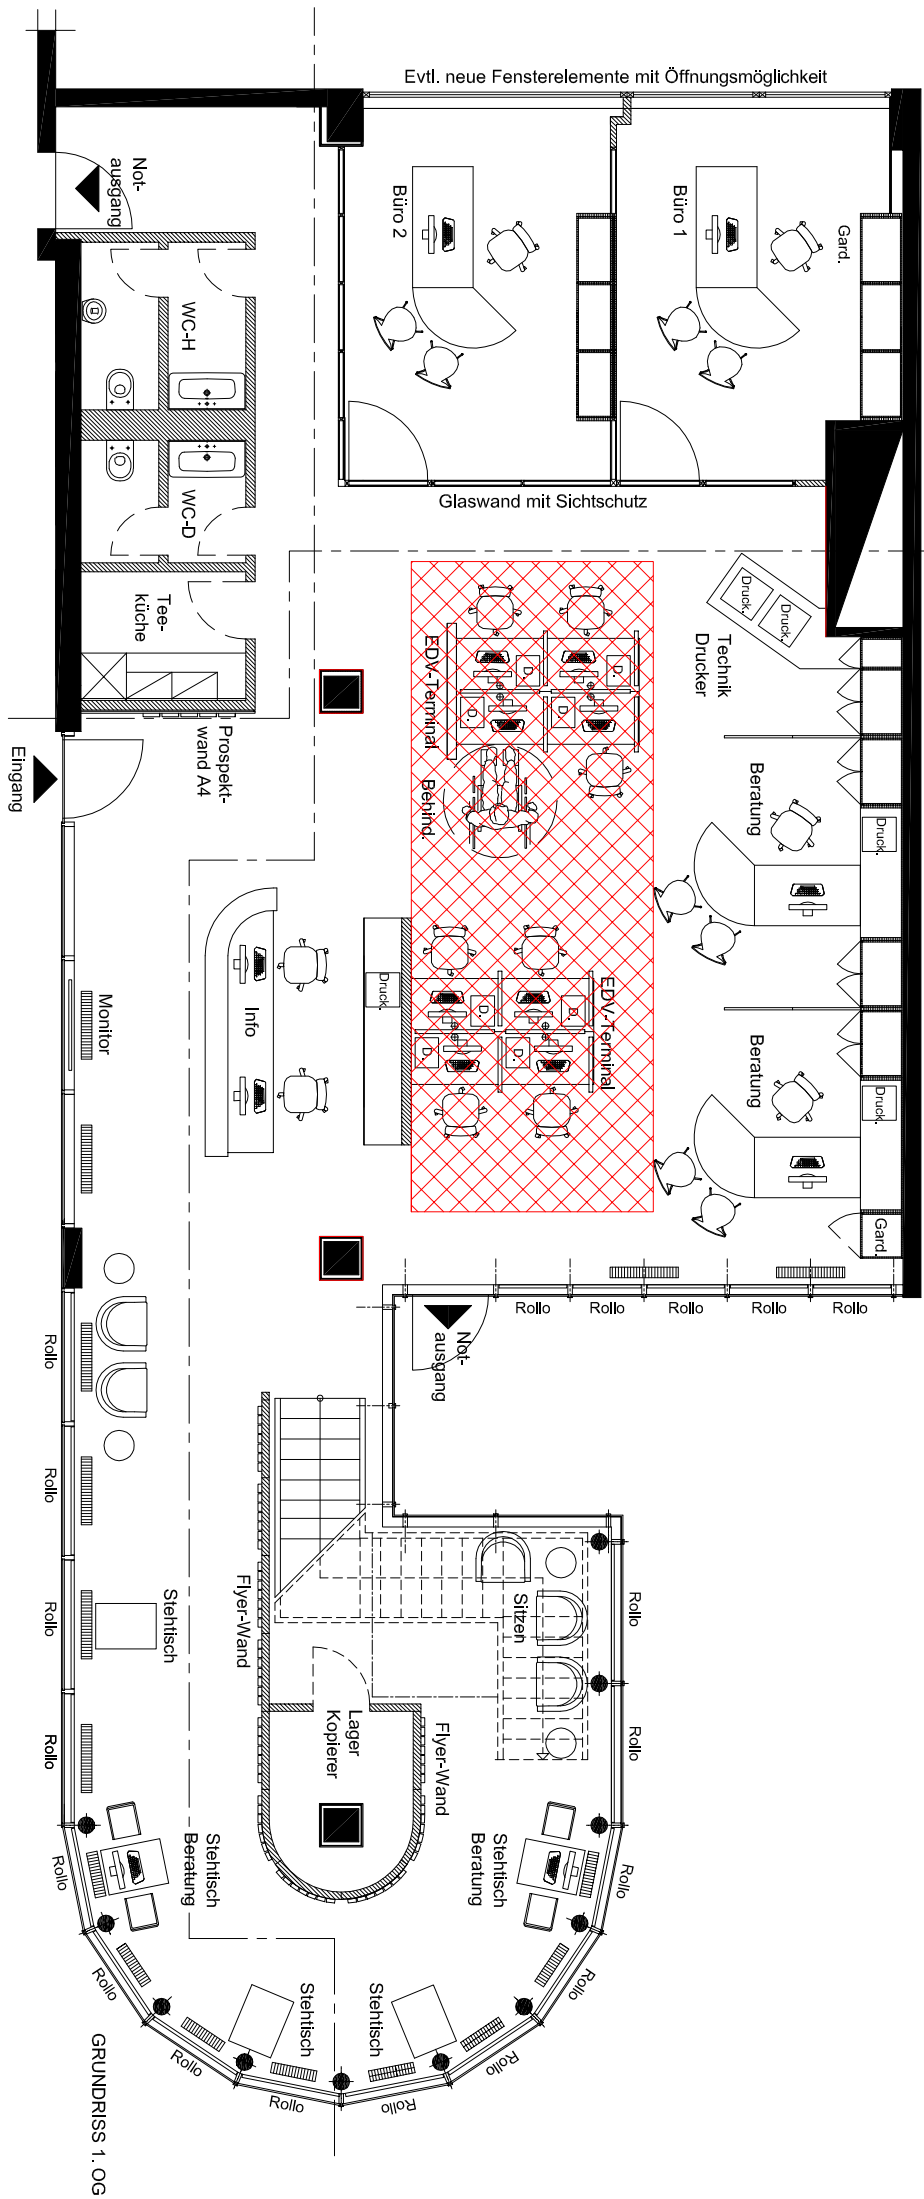 Evtl. neue Fensterelemente mit Öffnungsmöglichkeit
Not-
ausgang
Büro 2
Büro 1
Gard.
WC-H
WC-D
Glaswand mit Sichtschutz
Tee-
küche
Druck.
Druck.
Technik
Drucker
EDV-Terminal
D.
D.
D.
D.
Behind.
Prospekt-
wand A4
Eingang
Beratung
Druck.
Info
Monitor
Druck.
EDV-Terminal
D.
D.
D.
D.
Beratung
Druck.
Gard.
Rollo
Rollo
Rollo
Rollo
Rollo
Not-
ausgang
Rollo
Rollo
Rollo
Rollo
Stehtisch
Flyer-Wand
Sitzen
Rollo
Rollo
Lager
Kopierer
Flyer-Wand
Stehtisch
Beratung
Stehtisch
Beratung
Rollo
Rollo
Rollo
Rollo
Stehtisch
Stehtisch
Rollo
Rollo
Rollo
Rollo
GRUNDRISS 1. OG